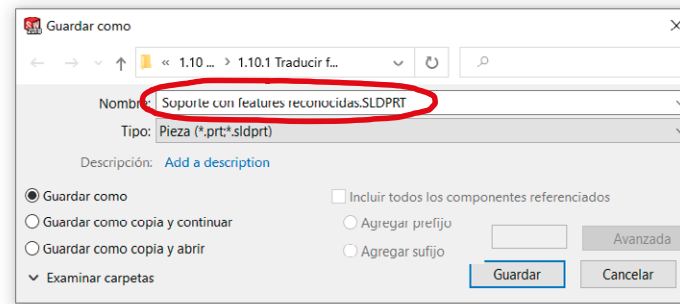 Guardar como
« 1.10 ... > 1.10.1 Traducir f...
Nombre: Soporte con features reconocidas.SLDPRT
Tipo: Pieza (*.prt;*.sldprt)
Descripción: Add a description
Guardar como
Incluir todos los componentes referenciados
Guardar como copia y continuar
Agregar prefijo
Guardar como copia y abrir
Agregar sufijo
Avanzada
Examinar carpetas
Guardar
Cancelar